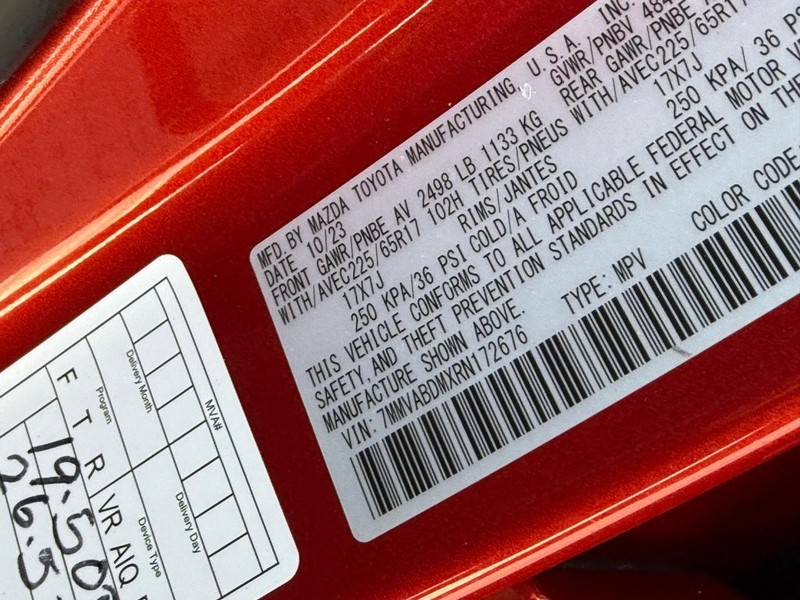 MFD BY MAZDA TOYOTA MANUFACTURING, U.S.A. INC.
DATE 10/23 GVWR/PNBV
FRONT GAWR/PNBE AV 2498 LB 1133 KG REAR GAWR/PNBE
WITH/AVEC225/65R17 102H TIRES/PNEUS WITH/AVEC225/65R17
17X7J RIMS/JANTES 17X7J
250 KPA/36 PSI COLD/A FROID 250 KPA/ 36
THIS VEHICLE CONFORMS TO ALL APPLICABLE FEDERAL MOTOR
SAFETY AND THEFT PREVENTION STANDARDS IN EFFECT ON THE
MANUFACTURE SHOWN ABOVE.
VIN: 7MMVABDMXRN172676 TYPE: MPV COLOR CODE:
MVA#
Delivery Month Delivery Day
Program Device Type
F T R VR AIQ
19.50
26.5